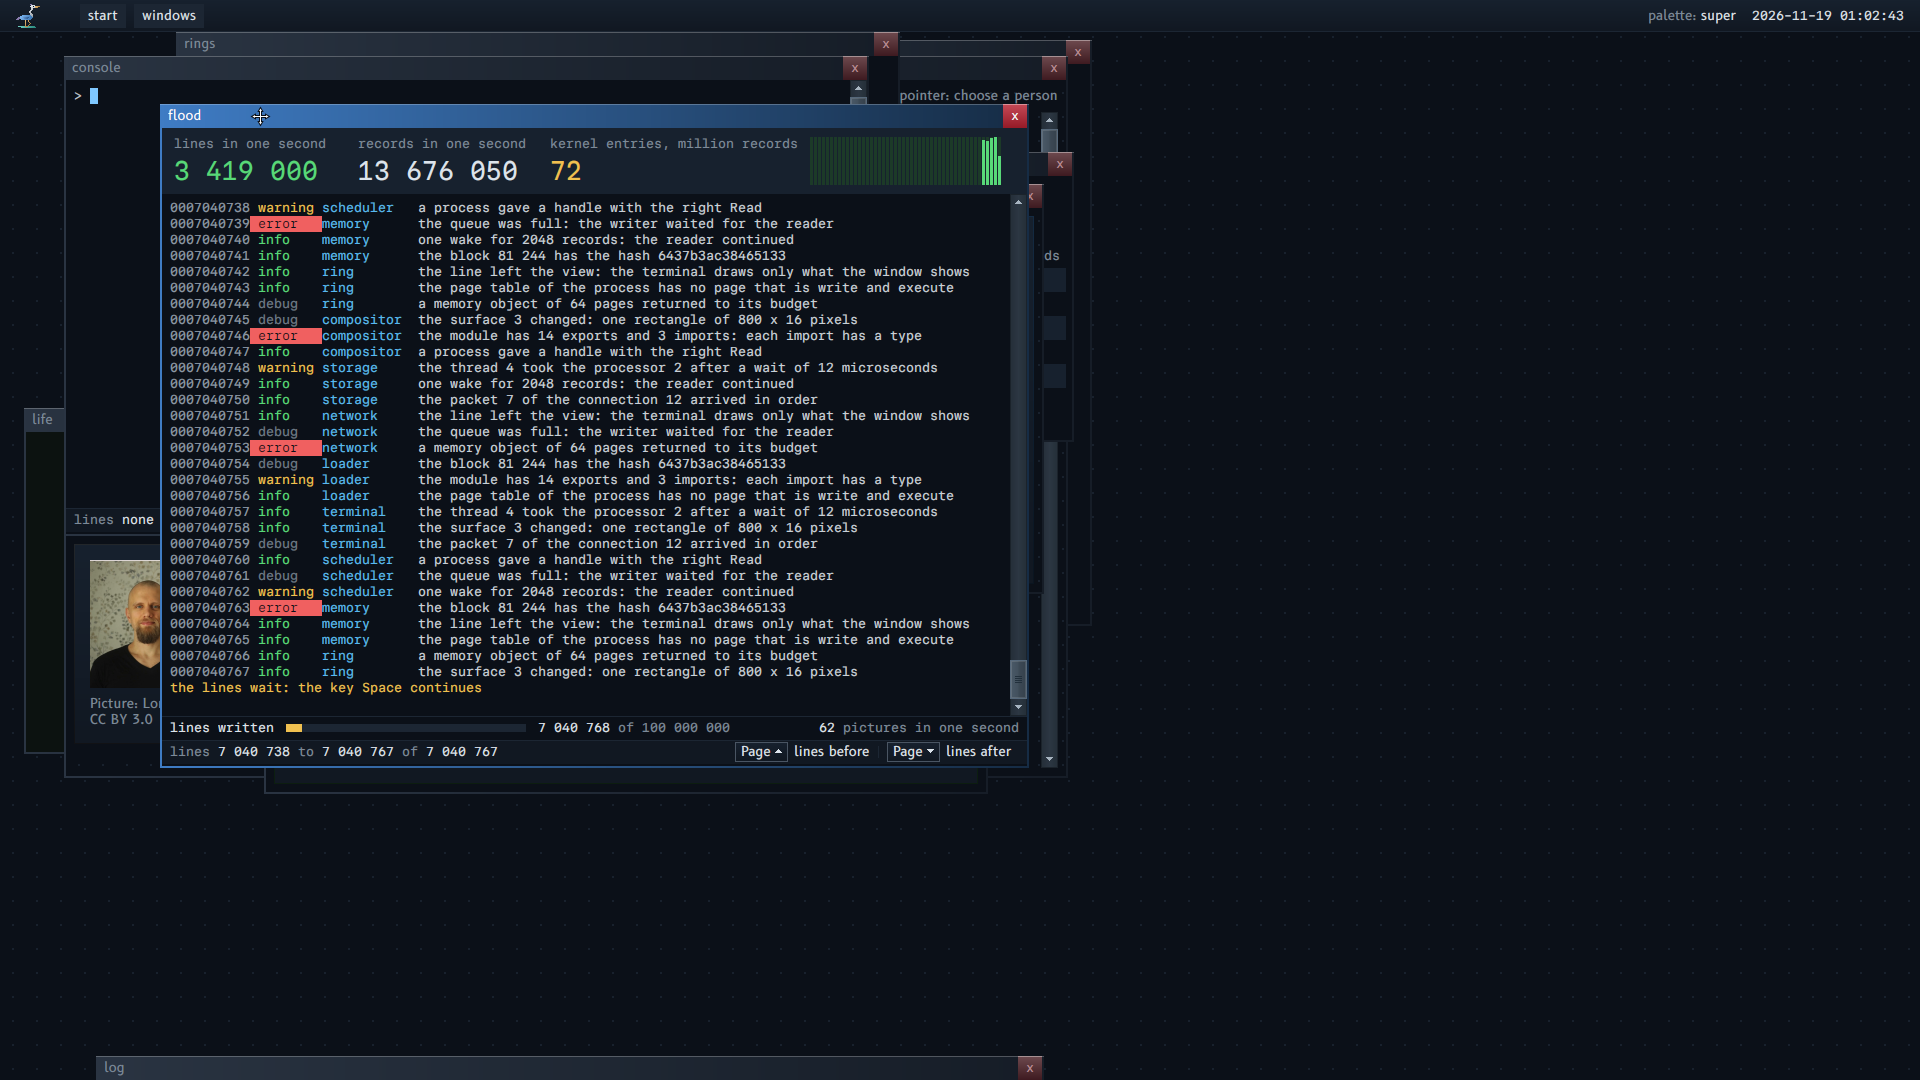 start windows palette: super 2026-11-19 01:02:43
rings x
x
console x
x
> pointer: choose a person
flood x
lines in one second records in one second kernel entries, million records
3 419 000 13 676 050 72
x
x
ds
0007040738 warning scheduler a process gave a handle with the right Read
0007040739 error memory the queue was full: the writer waited for the reader
0007040740 info memory one wake for 2048 records: the reader continued
0007040741 info memory the block 81 244 has the hash 6437b3ac38465133
0007040742 info ring the line left the view: the terminal draws only what the window shows
0007040743 info ring the page table of the process has no page that is write and execute
0007040744 debug ring a memory object of 64 pages returned to its budget
0007040745 debug compositor the surface 3 changed: one rectangle of 800 x 16 pixels
0007040746 error compositor the module has 14 exports and 3 imports: each import has a type
0007040747 info compositor a process gave a handle with the right Read
0007040748 warning storage the thread 4 took the processor 2 after a wait of 12 microseconds
0007040749 info storage one wake for 2048 records: the reader continued
0007040750 info storage the packet 7 of the connection 12 arrived in order
0007040751 info network the line left the view: the terminal draws only what the window shows
0007040752 debug network the queue was full: the writer waited for the reader
0007040753 error network a memory object of 64 pages returned to its budget
0007040754 debug loader the block 81 244 has the hash 6437b3ac38465133
0007040755 warning loader the module has 14 exports and 3 imports: each import has a type
0007040756 info loader the page table of the process has no page that is write and execute
0007040757 info terminal the thread 4 took the processor 2 after a wait of 12 microseconds
0007040758 info terminal the surface 3 changed: one rectangle of 800 x 16 pixels
0007040759 debug terminal the packet 7 of the connection 12 arrived in order
0007040760 info scheduler a process gave a handle with the right Read
0007040761 debug scheduler the queue was full: the writer waited for the reader
0007040762 warning scheduler one wake for 2048 records: the reader continued
0007040763 error memory the block 81 244 has the hash 6437b3ac38465133
0007040764 info memory the line left the view: the terminal draws only what the window shows
0007040765 info memory the page table of the process has no page that is write and execute
0007040766 info ring a memory object of 64 pages returned to its budget
0007040767 info ring the surface 3 changed: one rectangle of 800 x 16 pixels
the lines wait: the key Space continues
lines written 7 040 768 of 100 000 000 62 pictures in one second
lines 7 040 738 to 7 040 767 of 7 040 767 Page lines before Page lines after
life
lines none
Picture: Lo
CC BY 3.0
log x